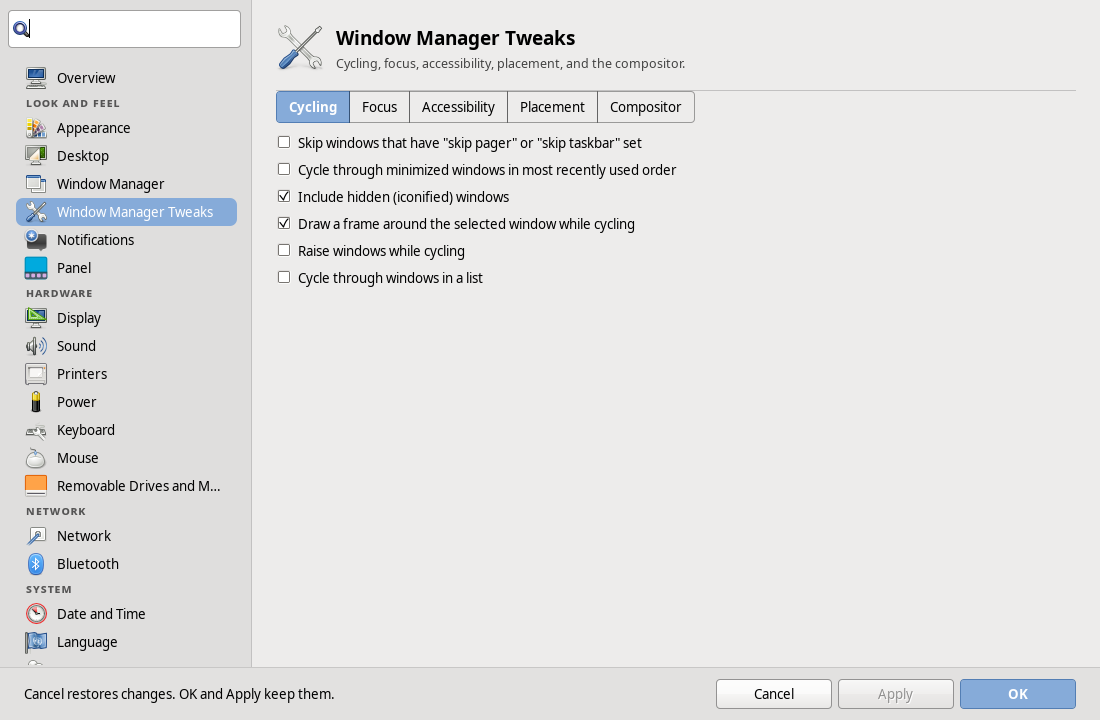 Overview
LOOK AND FEEL
Appearance
Desktop
Window Manager
Window Manager Tweaks
Notifications
Panel
HARDWARE
Display
Sound
Printers
Power
Keyboard
Mouse
Removable Drives and M...
NETWORK
Network
Bluetooth
SYSTEM
Date and Time
Language
Window Manager Tweaks
Cycling, focus, accessibility, placement, and the compositor.
Cycling Focus Accessibility Placement Compositor
Skip windows that have "skip pager" or "skip taskbar" set
Cycle through minimized windows in most recently used order
Include hidden (iconified) windows
Draw a frame around the selected window while cycling
Raise windows while cycling
Cycle through windows in a list
Cancel restores changes. OK and Apply keep them.
Cancel Apply OK